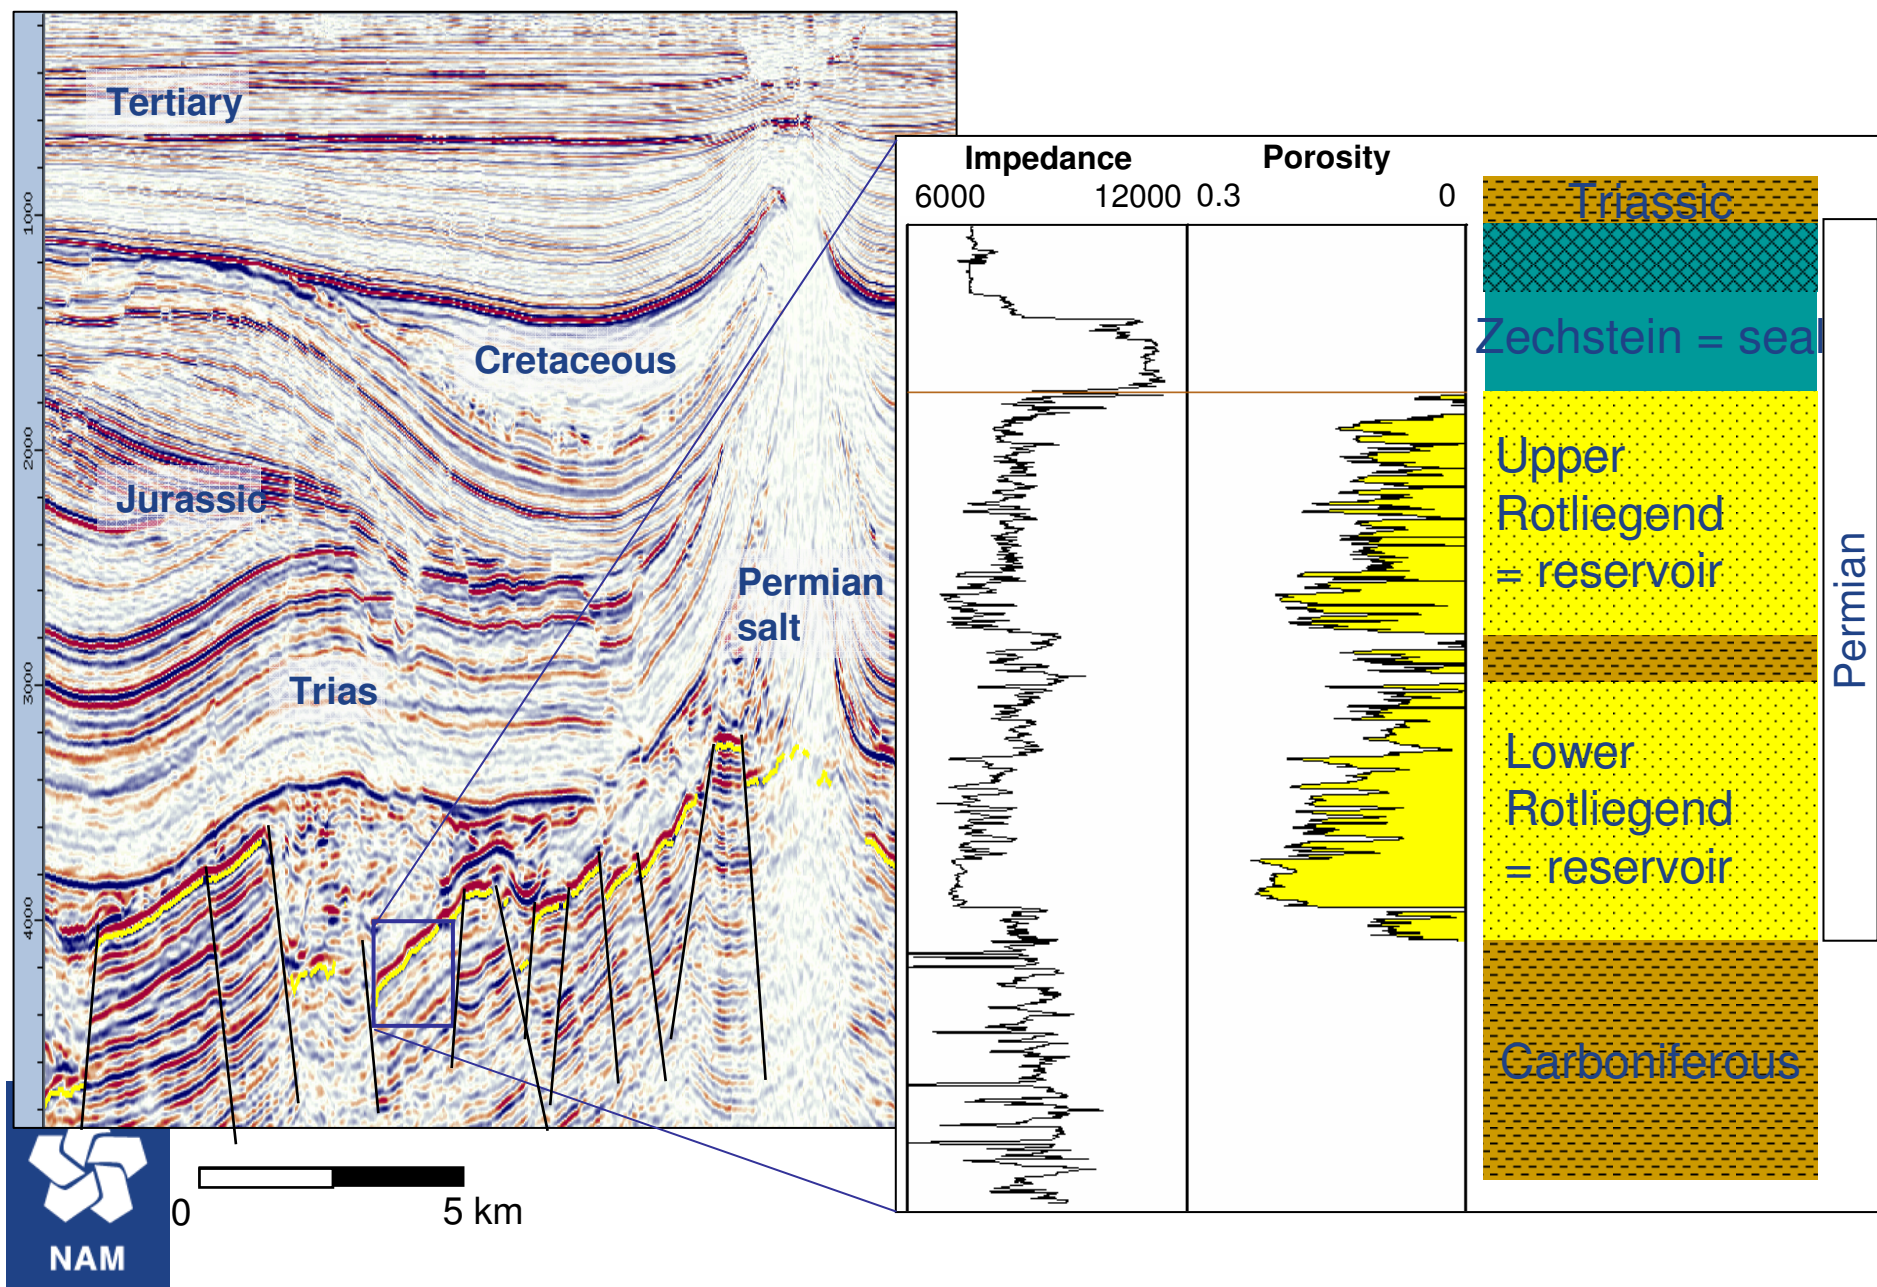 Tertiary
1000
Cretaceous
2000
Jurassic
Permian
salt
3000
Trias
4000
0
5 km
NAM
Impedance
Porosity
6000
12000
0.3
0
Triassic
Zechstein = seal
Upper
Rotliegend
= reservoir
Lower
Rotliegend
= reservoir
Carboniferous
Permian